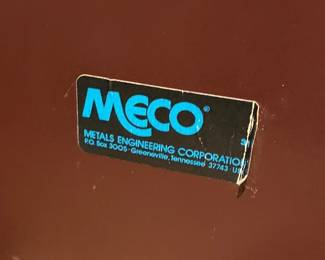 MECO®
METALS ENGINEERING CORPORATION
P.O. Box 3005 · Greeneville, Tennessee 37743